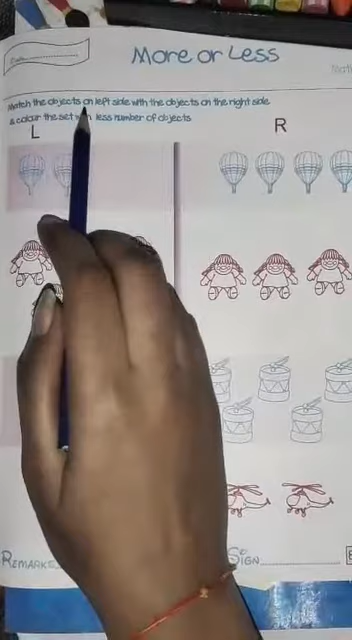 More or Less
Match the objects on left side with the objects on the right side
& colour the set less number of objects
L
R
REMARKS
SIGN